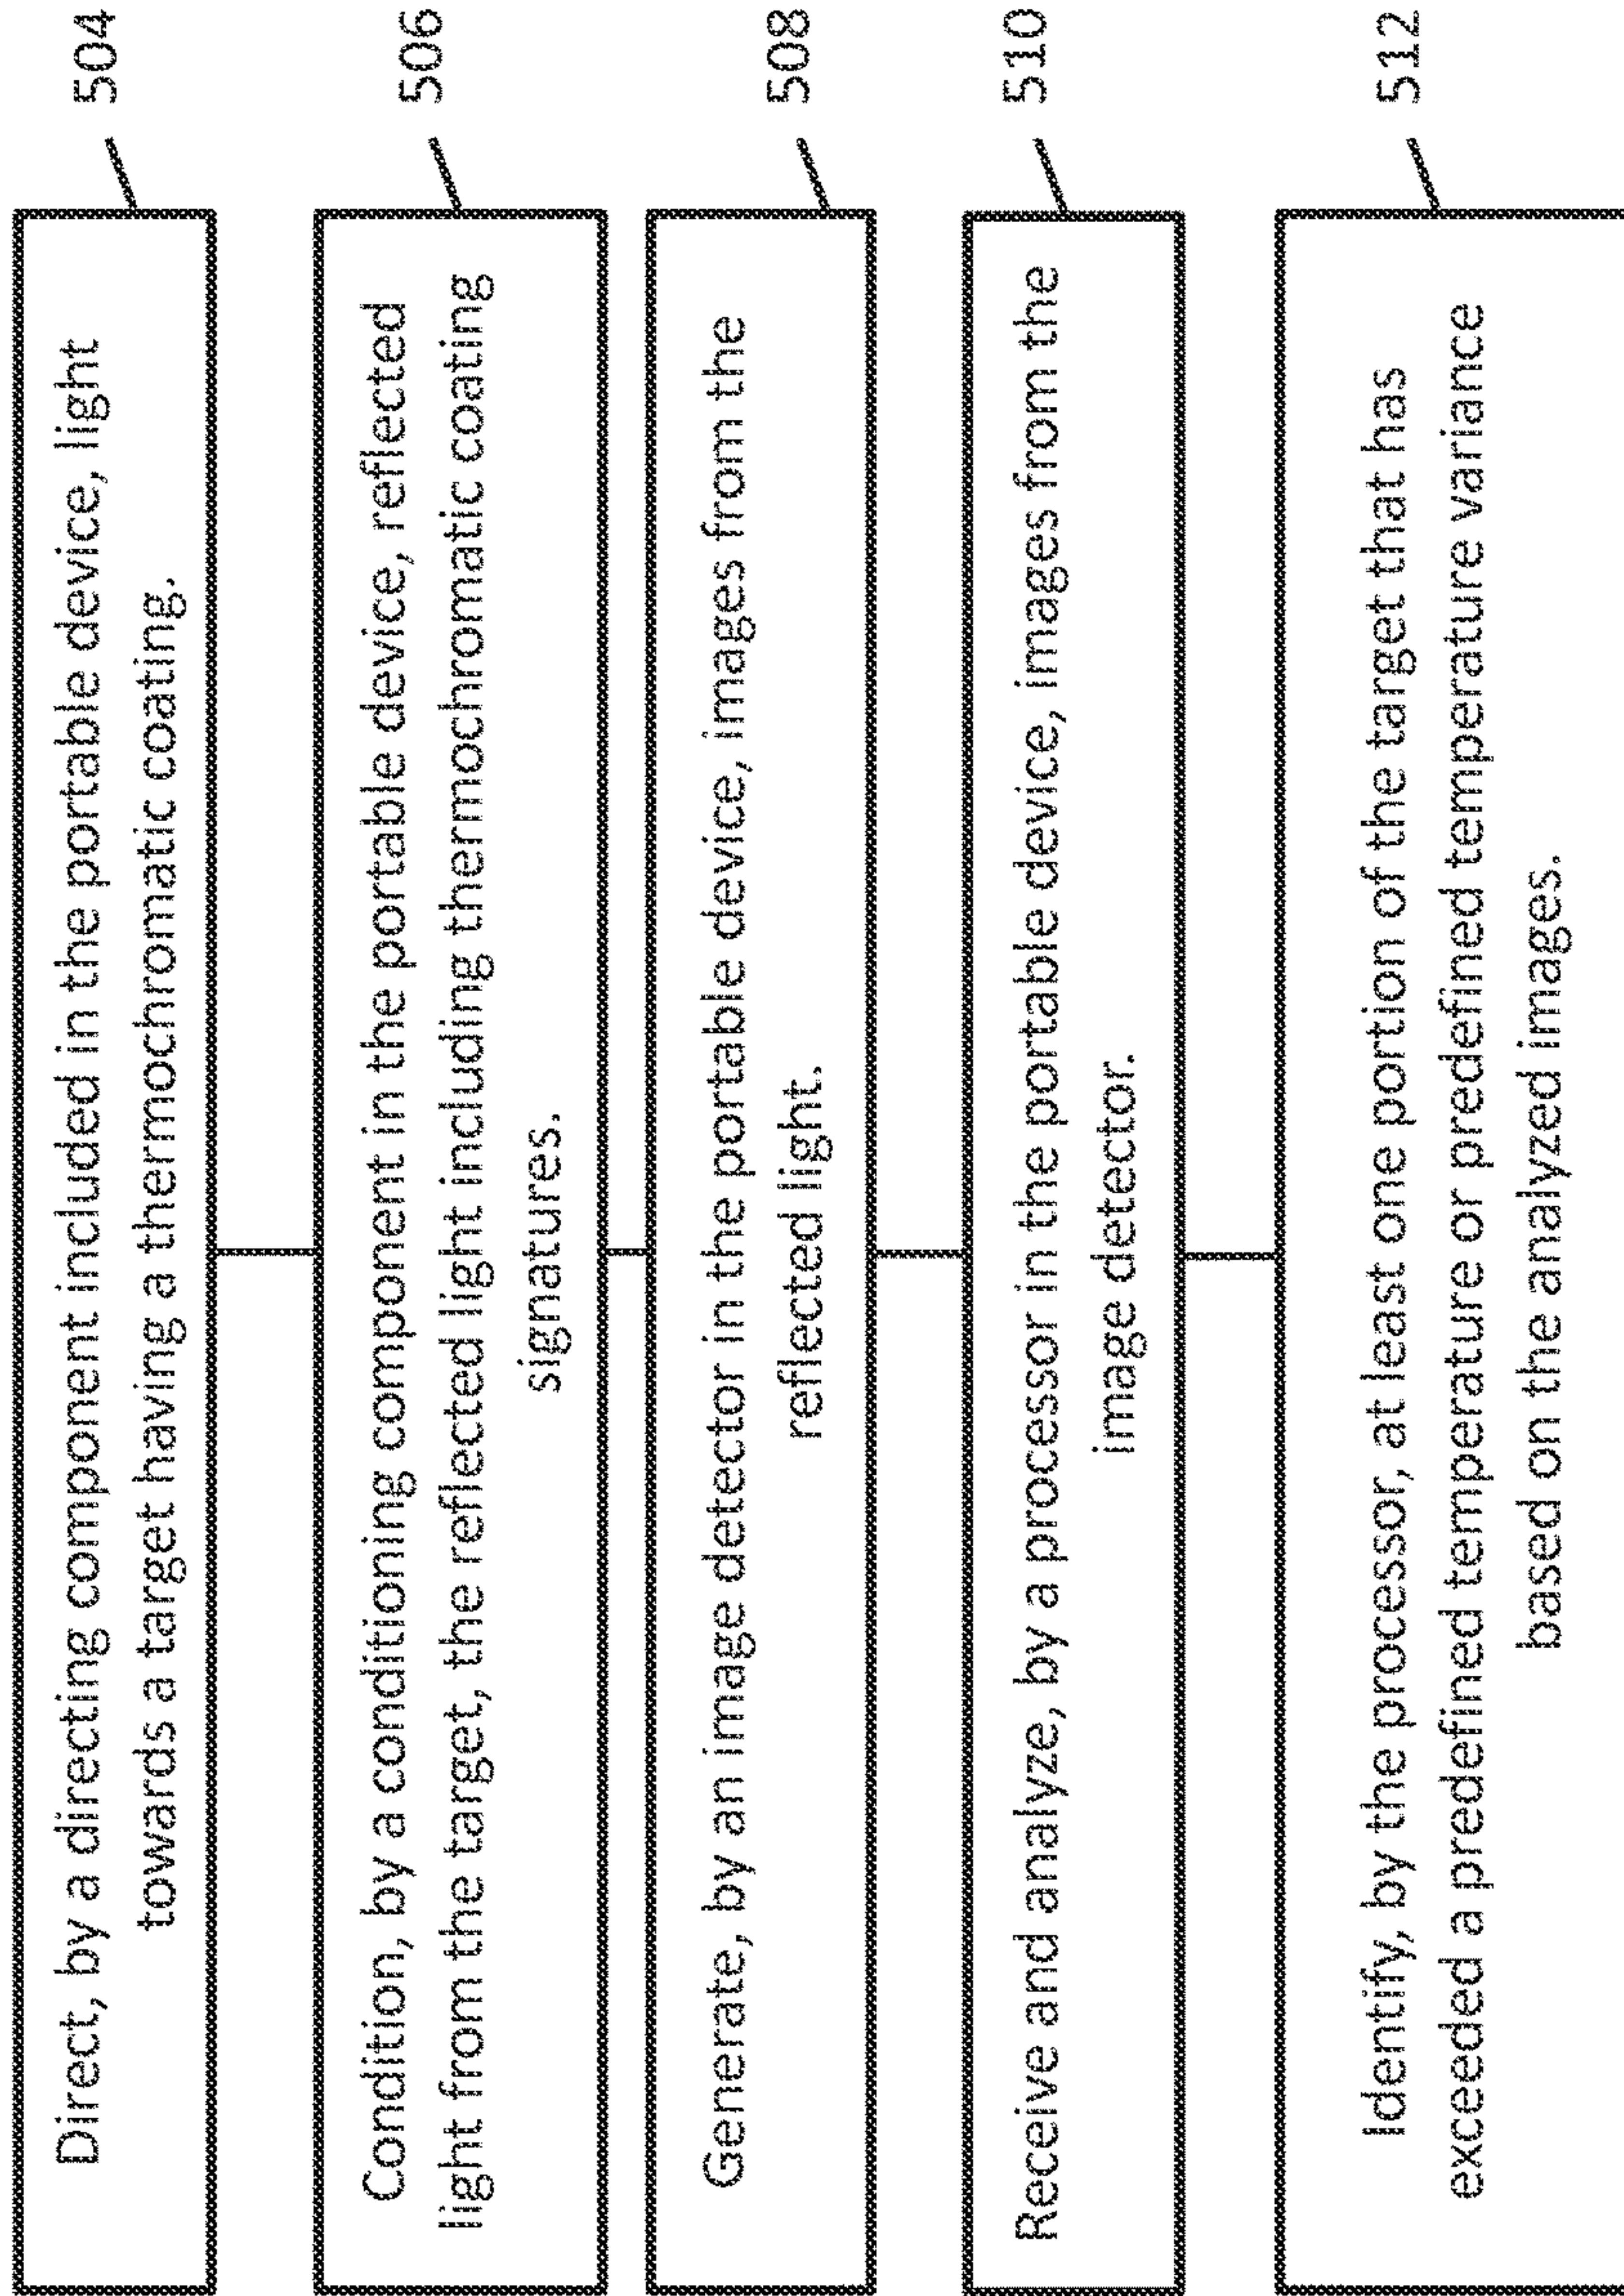 Direct, by a directing component included in the portable device, light
towards a target having a thermochromatic coating.
504
Condition, by a conditioning component in the portable device, reflected
light from the target, the reflected light including thermochromatic coating
signatures.
506
Generate, by an image detector in the portable device, images from the
reflected light.
508
Receive and analyze, by a processor in the portable device, images from the
image detector.
510
Identify, by the processor, at least one portion of the target that has
exceeded a predefined temperature or predefined temperature variance
based on the analyzed images.
512